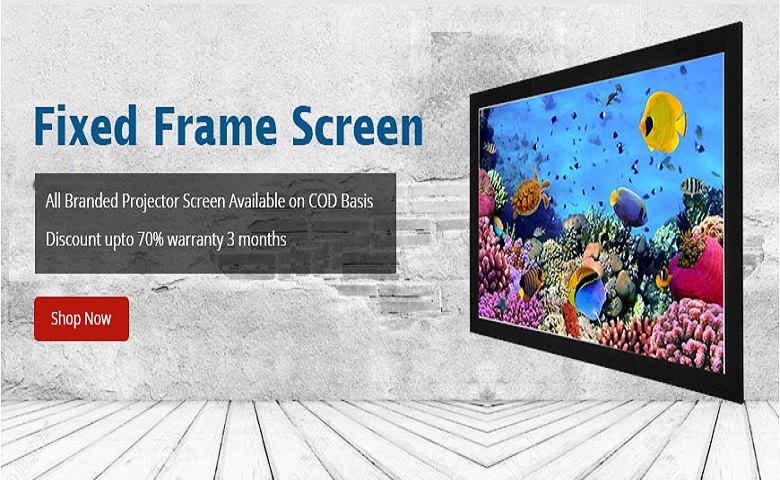 Fixed Frame Screen
All Branded Projector Screen Available on COD Basis
Discount upto 70% warranty 3 months
Shop Now